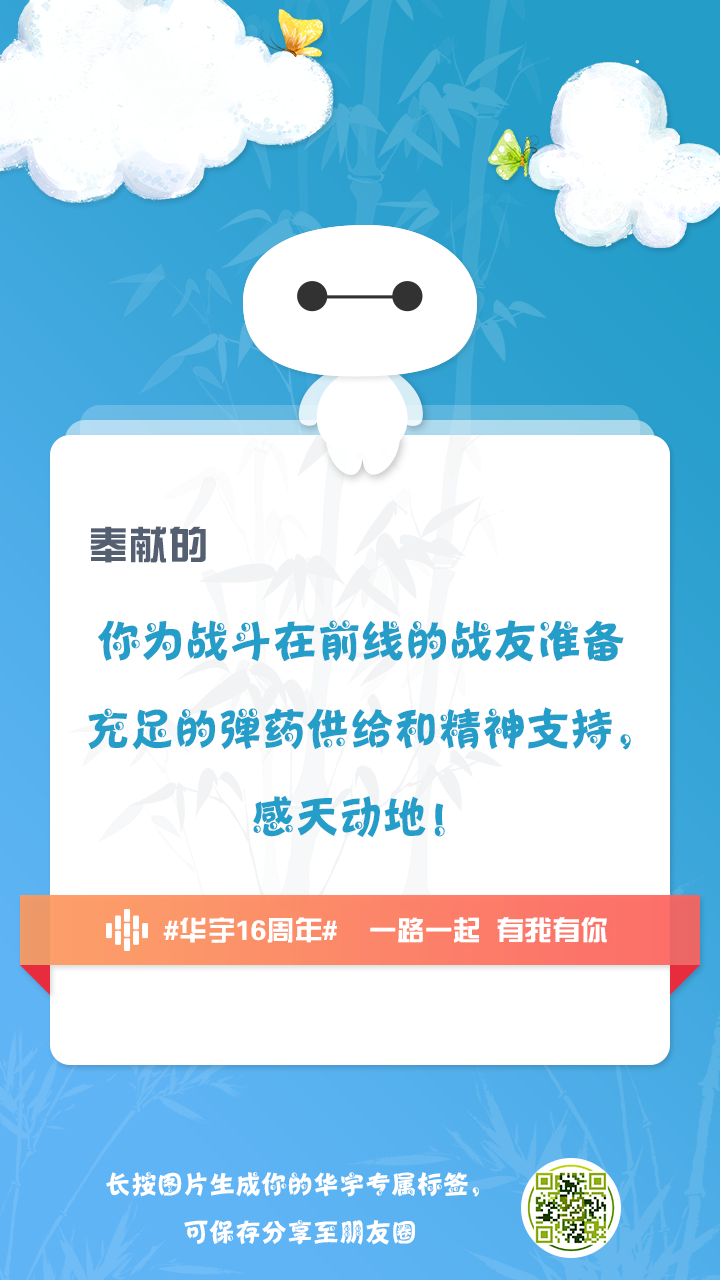 奉献的
你为战斗在前线的战友准备
充足的弹药供给和精神支持，
感天动地！
#华宇16周年# 一路一起 有我有你
长按图片生成你的华宇专属标签，
可保存分享至朋友圈